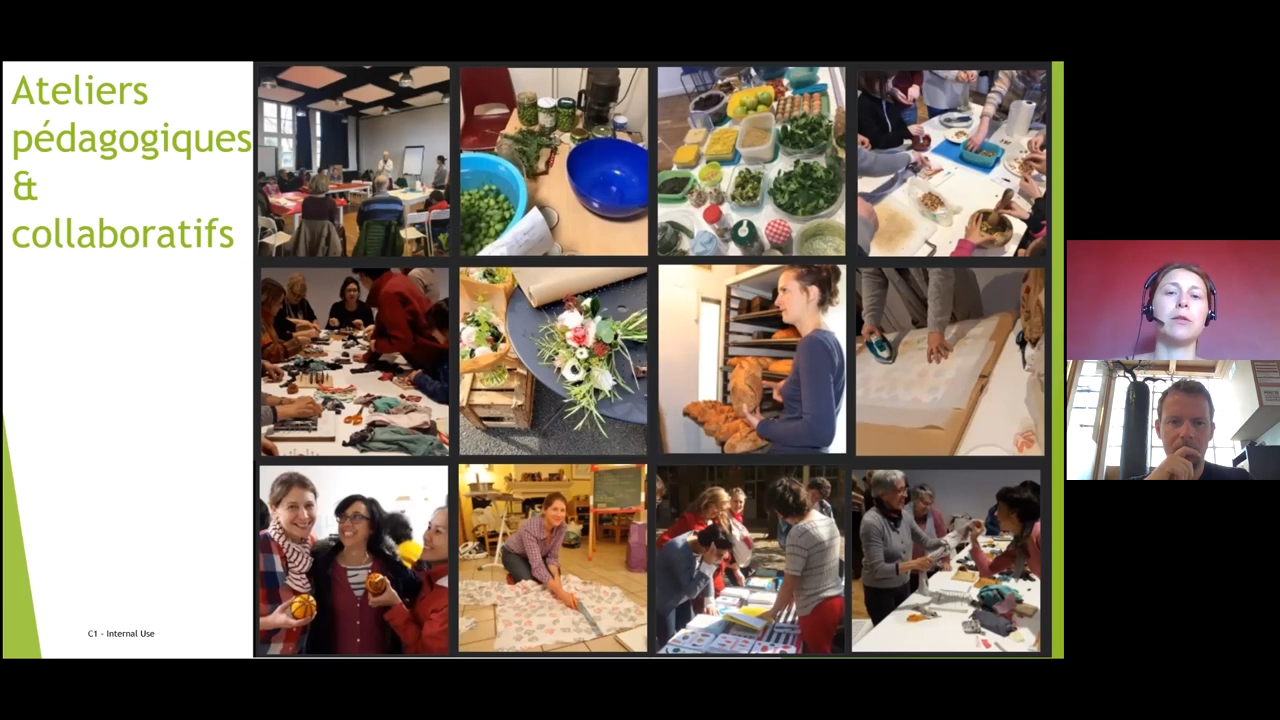 Ateliers
pédagogiques
&
collaboratifs
C1 - Internal Use